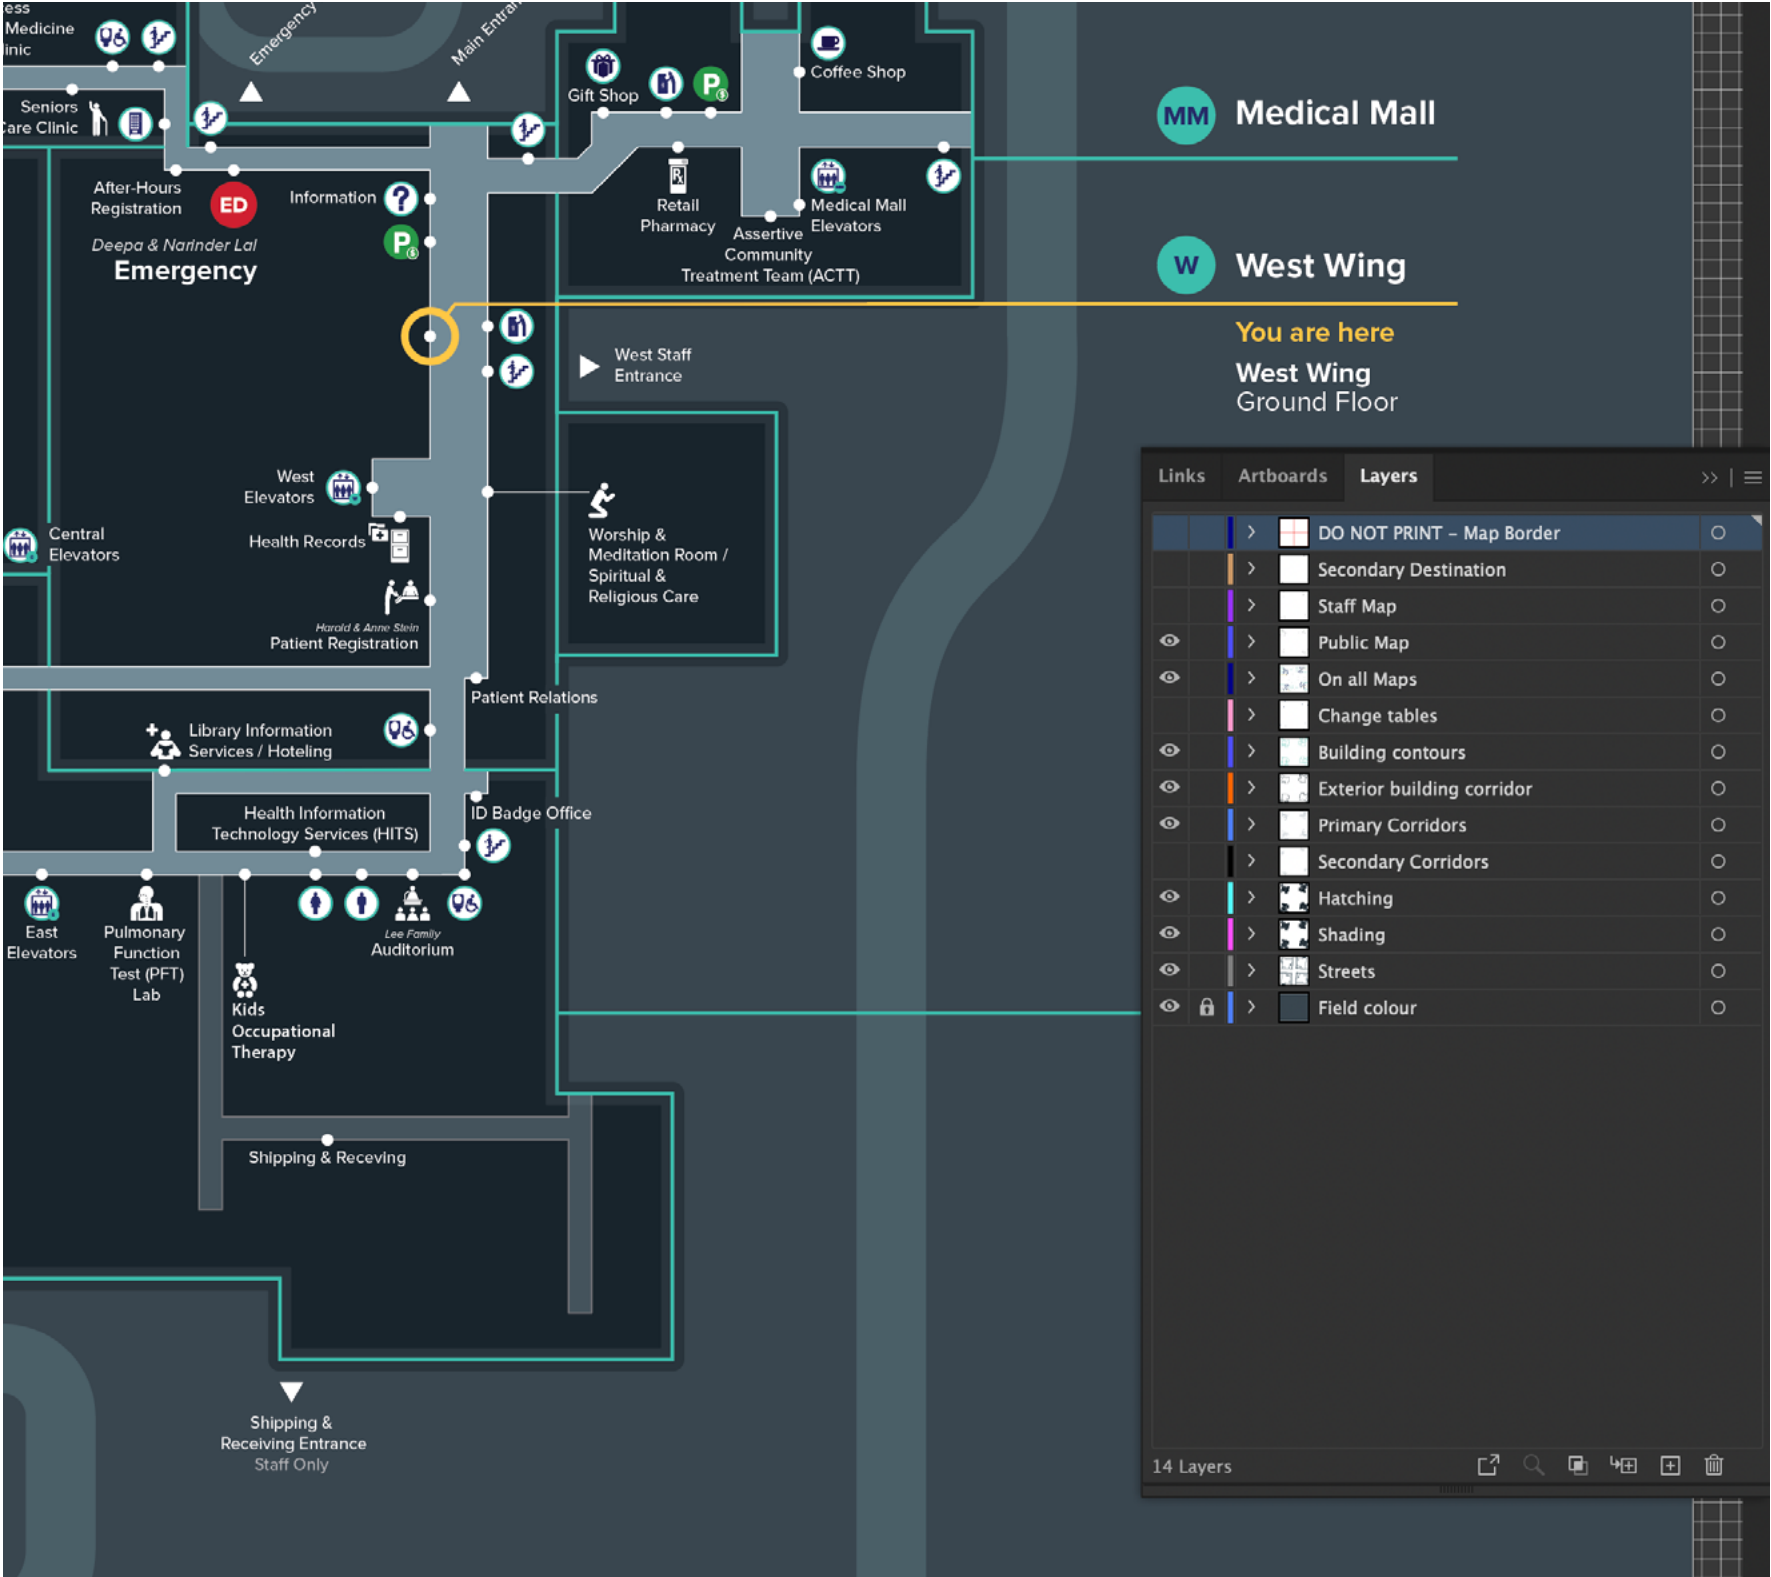 ess
Medicine
linic
Emergency
Main Entran
Seniors
Care Clinic
After-Hours
Registration
ED
Deepa & Narinder Lal
Emergency
Information
?
P
$
Gift Shop
P
$
Coffee Shop
Rx
Retail
Pharmacy
Medical Mall
Elevators
Assertive
Community
Treatment Team (ACTT)
MM
Medical Mall
W
West Wing
You are here
West Wing
Ground Floor
West Staff
Entrance
West
Elevators
Central
Elevators
Health Records
Worship &
Meditation Room /
Spiritual &
Religious Care
Harold & Anne Stein
Patient Registration
Patient Relations
Library Information
Services / Hoteling
Health Information
Technology Services (HITS)
ID Badge Office
East
Elevators
Pulmonary
Function
Test (PFT)
Lab
Lee Family
Auditorium
Kids
Occupational
Therapy
Shipping & Receving
Shipping &
Receiving Entrance
Staff Only
Links
Artboards
Layers
DO NOT PRINT – Map Border
Secondary Destination
Staff Map
Public Map
On all Maps
Change tables
Building contours
Exterior building corridor
Primary Corridors
Secondary Corridors
Hatching
Shading
Streets
Field colour
14 Layers